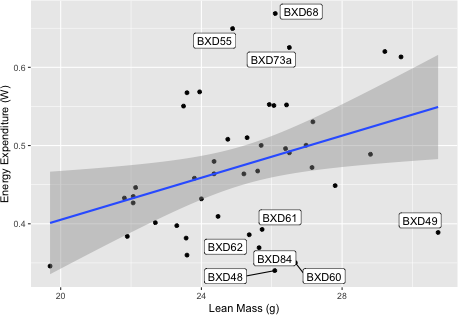 BXD68
BXD55
BXD73a
0.6
Energy Expenditure (W)
0.5
BXD61
BXD49
0.4
BXD62
BXD84
BXD48
BXD60
20
24
28
Lean Mass (g)